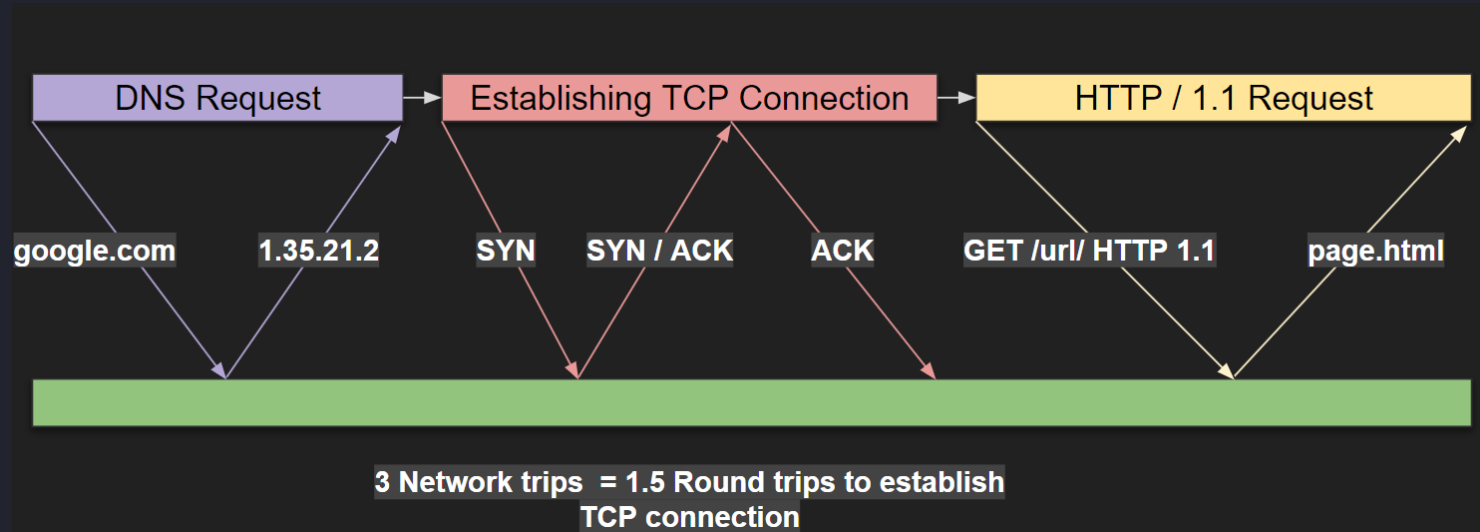 DNS Request
Establishing TCP Connection
HTTP / 1.1 Request
google.com
1.35.21.2
SYN
SYN / ACK
ACK
GET /url/ HTTP 1.1
page.html
3 Network trips = 1.5 Round trips to establish
TCP connection